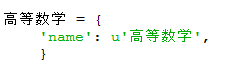 高等数学 = {
    'name': u'高等数学',
    }